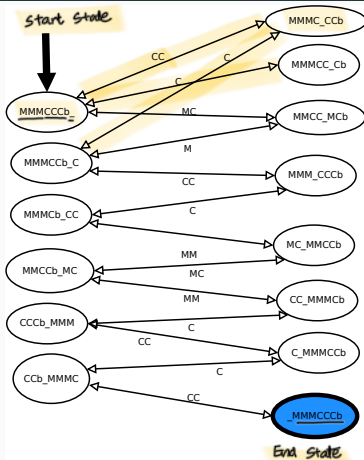 Start State
MMMC_CCb
CC
C
MMMCC_Cb
C
MMMCCCb_
MC
MMCC_MCb
M
MMMCCb_C
MMM_CCCb
CC
C
MMMCb_CC
MC_MMCCb
MM
MMCCb_MC
MC
CC_MMMCb
MM
CCCb_MMM
C
CC
C_MMMCCb
C
CCb_MMMC
CC
_MMMCCCb
End State